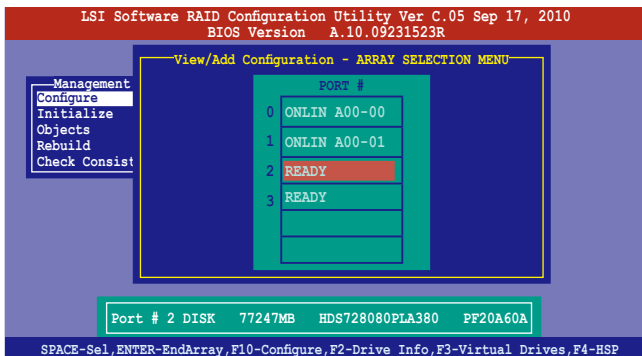 LSI Software RAID Configuration Utility Ver C.05 Sep 17, 2010
BIOS Version A.10.09231523R
View/Add Configuration - ARRAY SELECTION MENU
Management
Configure
Initialize
Objects
Rebuild
Check Consist
PORT #
0 ONLIN A00-00
1 ONLIN A00-01
2 READY
3 READY
Port # 2 DISK 77247MB HDS728080PLA380 PF20A60A
SPACE-Sel,ENTER-EndArray,F10-Configure,F2-Drive Info,F3-Virtual Drives,F4-HSP